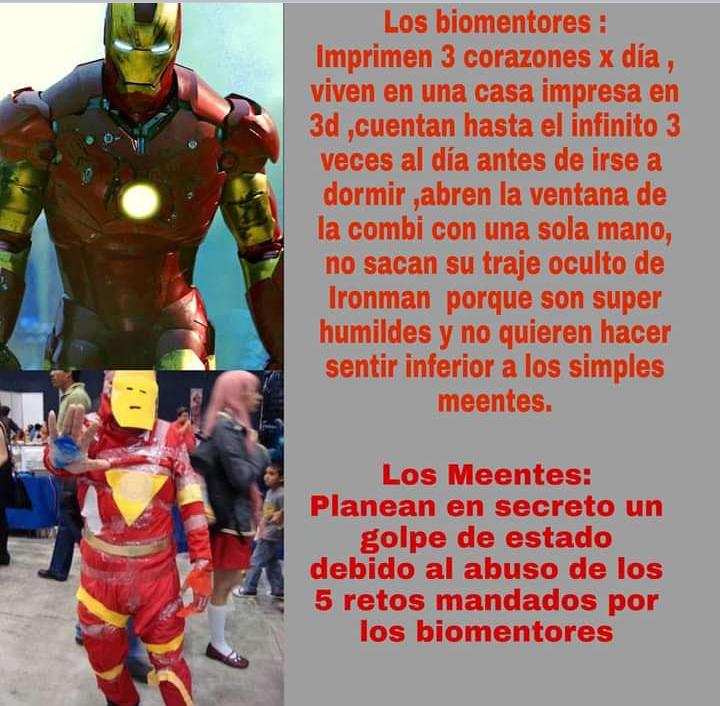 Los biomentores :
Imprimen 3 corazones x día ,
viven en una casa impresa en
3d ,cuentan hasta el infinito 3
veces al día antes de irse a
dormir ,abren la ventana de
la combi con una sola mano,
no sacan su traje oculto de
Ironman porque son super
humildes y no quieren hacer
sentir inferior a los simples
meentes.
Los Meentes:
Planean en secreto un
golpe de estado
debido al abuso de los
5 retos mandados por
los biomentores